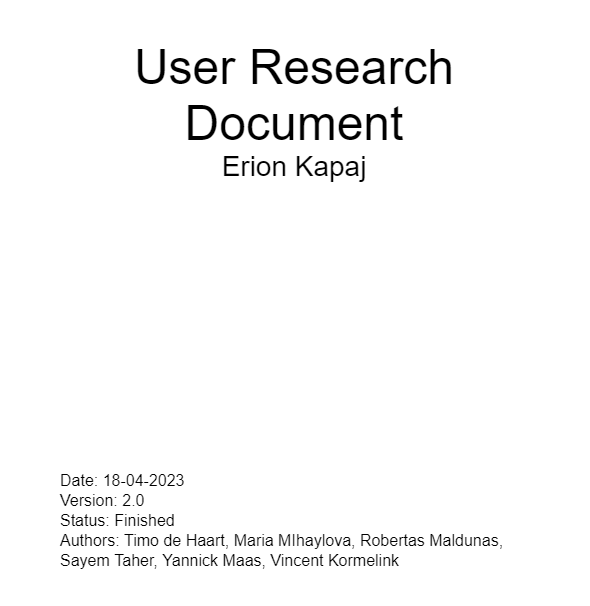 User Research
Document
Erion Kapaj
Date: 18-04-2023
Version: 2.0
Status: Finished
Authors: Timo de Haart, Maria MIhaylova, Robertas Maldunas,
Sayem Taher, Yannick Maas, Vincent Kormelink